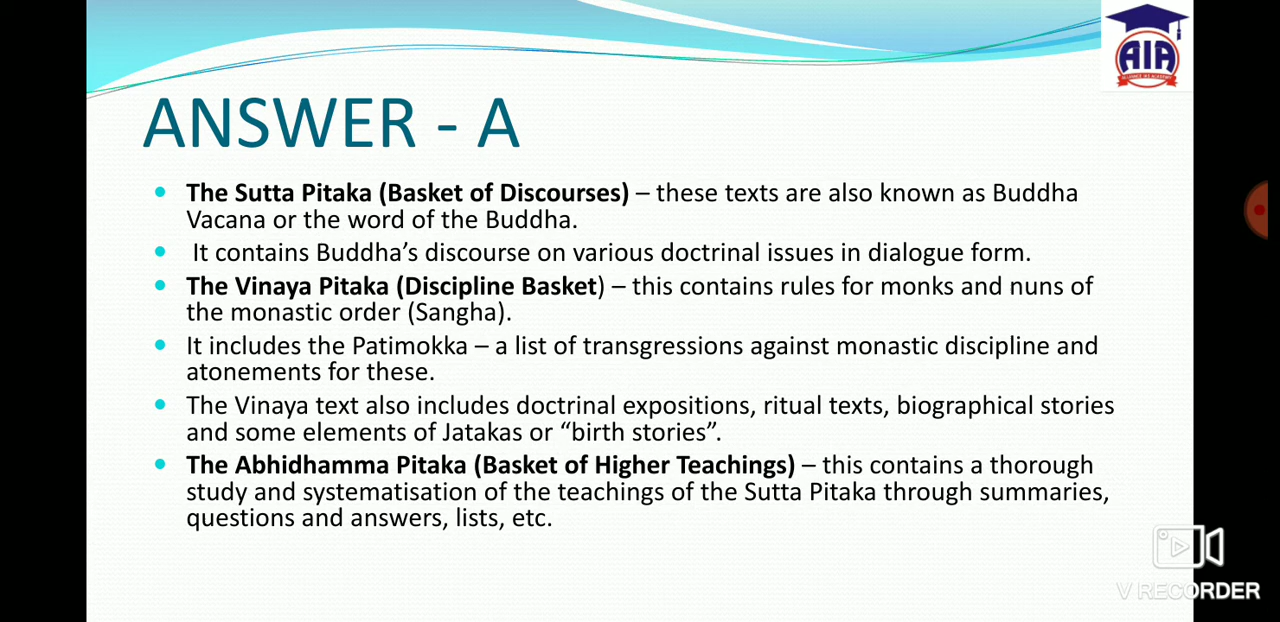 AIA
RELIANCE IAS ACADEMY
ANSWER - A
The Sutta Pitaka (Basket of Discourses) – these texts are also known as Buddha
Vacana or the word of the Buddha.
It contains Buddha’s discourse on various doctrinal issues in dialogue form.
The Vinaya Pitaka (Discipline Basket) – this contains rules for monks and nuns of
the monastic order (Sangha).
It includes the Patimokka – a list of transgressions against monastic discipline and
atonements for these.
The Vinaya text also includes doctrinal expositions, ritual texts, biographical stories
and some elements of Jatakas or “birth stories”.
The Abhidhamma Pitaka (Basket of Higher Teachings) – this contains a thorough
study and systematisation of the teachings of the Sutta Pitaka through summaries,
questions and answers, lists, etc.
V RECORDER